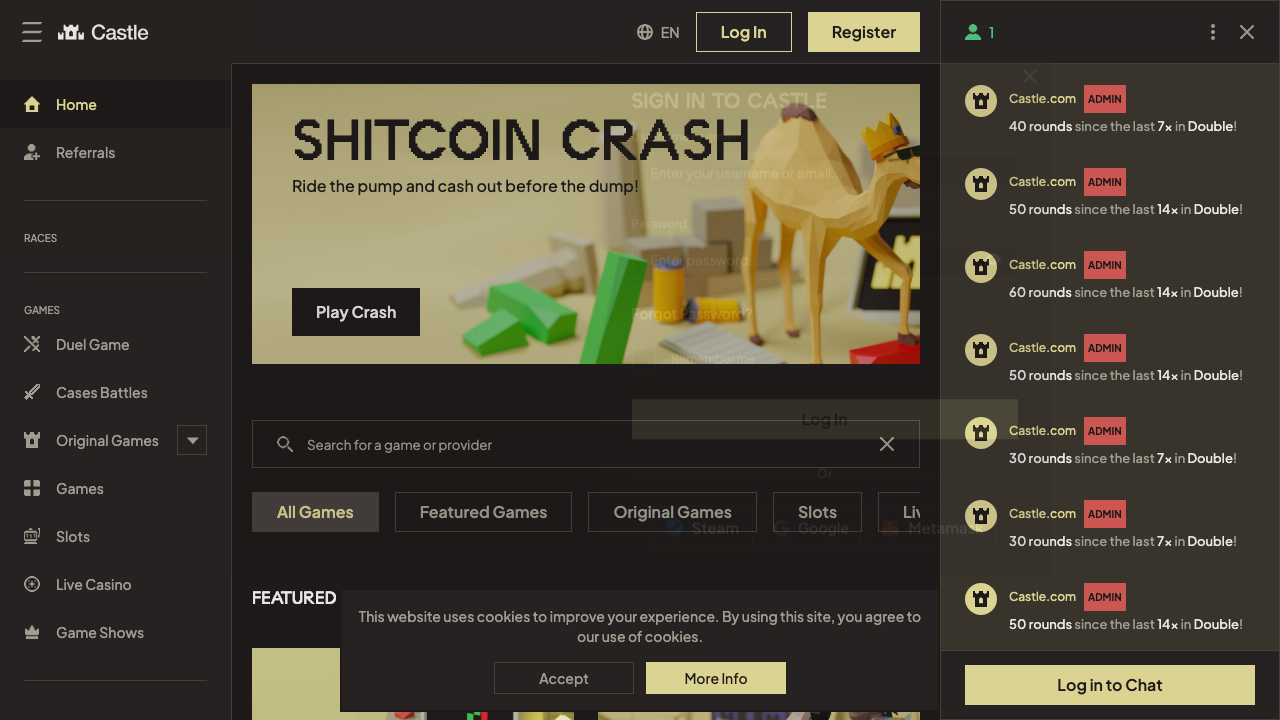 Castle
EN
Log In
Register
1
Home
Referrals
RACES
GAMES
Duel Game
Cases Battles
Original Games
Games
Slots
Live Casino
Game Shows
SHITCOIN CRASH
Ride the pump and cash out before the dump!
Play Crash
SIGN IN TO CASTLE
Enter your username or email...
Password
Enter password...
Forgot Password?
Remember me
Log In
Or
Steam
Google
Metamask
Search for a game or provider
All Games
Featured Games
Original Games
Slots
FEATURED
This website uses cookies to improve your experience. By using this site, you agree to
our use of cookies.
Accept
More Info
Castle.com ADMIN
40 rounds since the last 7x in Double!
Castle.com ADMIN
50 rounds since the last 14x in Double!
Castle.com ADMIN
60 rounds since the last 14x in Double!
Castle.com ADMIN
50 rounds since the last 14x in Double!
Castle.com ADMIN
30 rounds since the last 7x in Double!
Castle.com ADMIN
30 rounds since the last 7x in Double!
Castle.com ADMIN
50 rounds since the last 14x in Double!
Log in to Chat